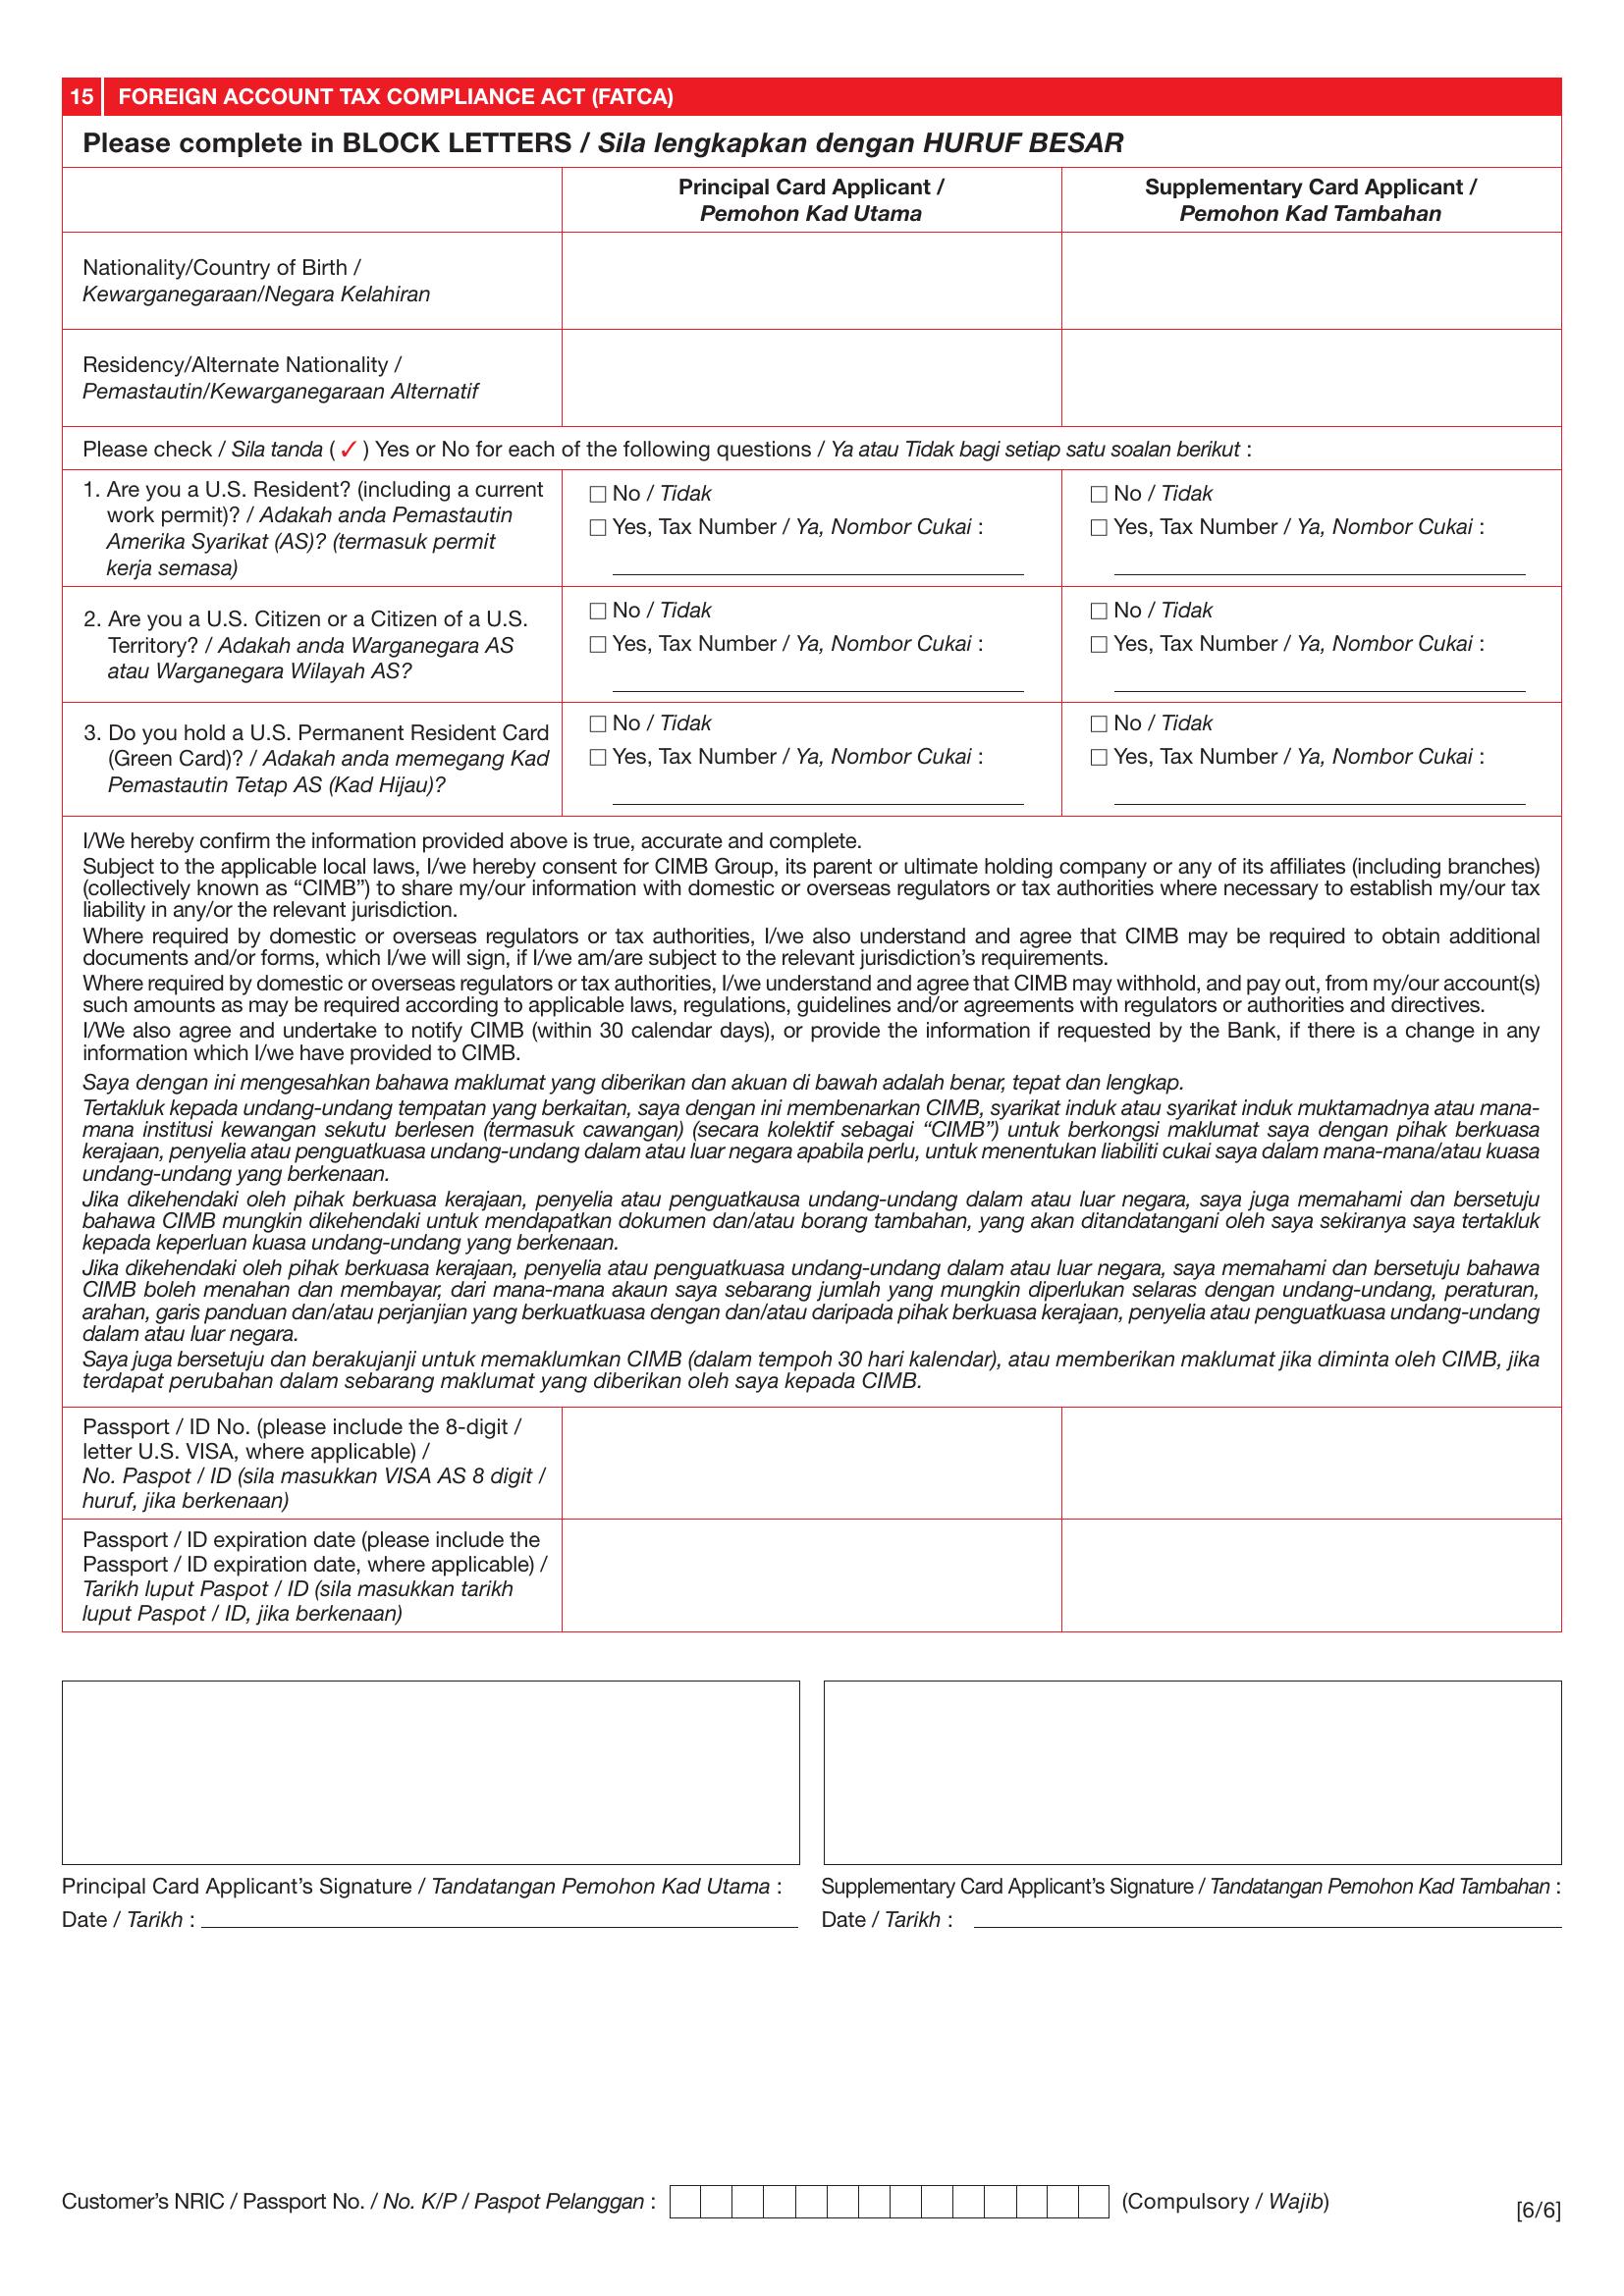 15 FOREIGN ACCOUNT TAX COMPLIANCE ACT (FATCA)
Please complete in BLOCK LETTERS / Sila lengkapkan dengan HURUF BESAR
Principal Card Applicant /
Pemohon Kad Utama
Supplementary Card Applicant /
Pemohon Kad Tambahan
Nationality/Country of Birth /
Kewarganegaraan/Negara Kelahiran
Residency/Alternate Nationality /
Pemastautin/Kewarganegaraan Alternatif
Please check / Sila tanda ( ✓ ) Yes or No for each of the following questions / Ya atau Tidak bagi setiap satu soalan berikut :
1. Are you a U.S. Resident? (including a current
work permit)? / Adakah anda Pemastautin
Amerika Syarikat (AS)? (termasuk permit
kerja semasa)
☐ No / Tidak
☐ Yes, Tax Number / Ya, Nombor Cukai :
☐ No / Tidak
☐ Yes, Tax Number / Ya, Nombor Cukai :
2. Are you a U.S. Citizen or a Citizen of a U.S.
Territory? / Adakah anda Warganegara AS
atau Warganegara Wilayah AS?
☐ No / Tidak
☐ Yes, Tax Number / Ya, Nombor Cukai :
☐ No / Tidak
☐ Yes, Tax Number / Ya, Nombor Cukai :
3. Do you hold a U.S. Permanent Resident Card
(Green Card)? / Adakah anda memegang Kad
Pemastautin Tetap AS (Kad Hijau)?
☐ No / Tidak
☐ Yes, Tax Number / Ya, Nombor Cukai :
☐ No / Tidak
☐ Yes, Tax Number / Ya, Nombor Cukai :
I/We hereby confirm the information provided above is true, accurate and complete.
Subject to the applicable local laws, I/we hereby consent for CIMB Group, its parent or ultimate holding company or any of its affiliates (including branches)
(collectively known as “CIMB”) to share my/our information with domestic or overseas regulators or tax authorities where necessary to establish my/our tax
liability in any/or the relevant jurisdiction.
Where required by domestic or overseas regulators or tax authorities, I/we also understand and agree that CIMB may be required to obtain additional
documents and/or forms, which I/we will sign, if I/we am/are subject to the relevant jurisdiction’s requirements.
Where required by domestic or overseas regulators or tax authorities, I/we understand and agree that CIMB may withhold, and pay out, from my/our account(s)
such amounts as may be required according to applicable laws, regulations, guidelines and/or agreements with regulators or authorities and directives.
I/We also agree and undertake to notify CIMB (within 30 calendar days), or provide the information if requested by the Bank, if there is a change in any
information which I/we have provided to CIMB.
Saya dengan ini mengesahkan bahawa maklumat yang diberikan dan akuan di bawah adalah benar, tepat dan lengkap.
Tertakluk kepada undang-undang tempatan yang berkaitan, saya dengan ini membenarkan CIMB, syarikat induk atau syarikat induk muktamadnya atau mana-
mana institusi kewangan sekutu berlesen (termasuk cawangan) (secara kolektif sebagai “CIMB”) untuk berkongsi maklumat saya dengan pihak berkuasa
kerajaan, penyelia atau penguatkuasa undang-undang dalam atau luar negara apabila perlu, untuk menentukan liabiliti cukai saya dalam mana-mana/atau kuasa
undang-undang yang berkenaan.
Jika dikehendaki oleh pihak berkuasa kerajaan, penyelia atau penguatkausa undang-undang dalam atau luar negara, saya juga memahami dan bersetuju
bahawa CIMB mungkin dikehendaki untuk mendapatkan dokumen dan/atau borang tambahan, yang akan ditandatangani oleh saya sekiranya saya tertakluk
kepada keperluan kuasa undang-undang yang berkenaan.
Jika dikehendaki oleh pihak berkuasa kerajaan, penyelia atau penguatkuasa undang-undang dalam atau luar negara, saya memahami dan bersetuju bahawa
CIMB boleh menahan dan membayar, dari mana-mana akaun saya sebarang jumlah yang mungkin diperlukan selaras dengan undang-undang, peraturan,
arahan, garis panduan dan/atau perjanjian yang berkuatkuasa dengan dan/atau daripada pihak berkuasa kerajaan, penyelia atau penguatkuasa undang-undang
dalam atau luar negara.
Saya juga bersetuju dan berakujanji untuk memaklumkan CIMB (dalam tempoh 30 hari kalendar), atau memberikan maklumat jika diminta oleh CIMB, jika
terdapat perubahan dalam sebarang maklumat yang diberikan oleh saya kepada CIMB.
Passport / ID No. (please include the 8-digit /
letter U.S. VISA, where applicable) /
No. Paspot / ID (sila masukkan VISA AS 8 digit /
huruf, jika berkenaan)
Passport / ID expiration date (please include the
Passport / ID expiration date, where applicable) /
Tarikh luput Paspot / ID (sila masukkan tarikh
luput Paspot / ID, jika berkenaan)
Principal Card Applicant’s Signature / Tandatangan Pemohon Kad Utama :
Date / Tarikh :
Supplementary Card Applicant’s Signature / Tandatangan Pemohon Kad Tambahan :
Date / Tarikh :
Customer’s NRIC / Passport No. / No. K/P / Paspot Pelanggan : (Compulsory / Wajib)
[6/6]